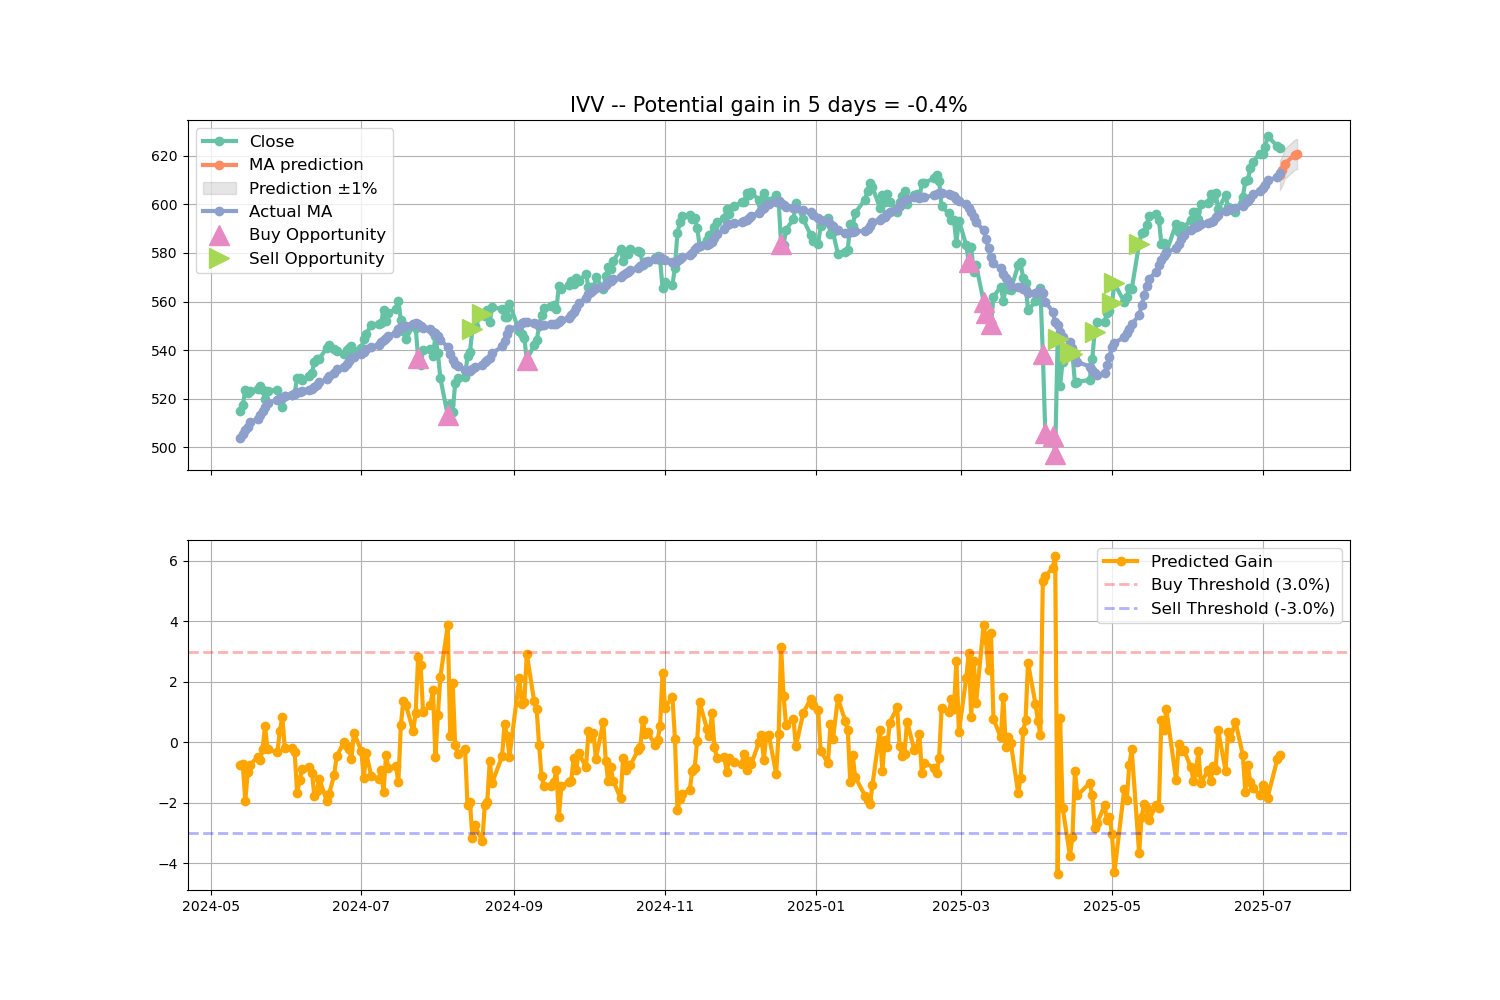 IVV -- Potential gain in 5 days = -0.4%
Close
MA prediction
Prediction ±1%
Actual MA
Buy Opportunity
Sell Opportunity
620
600
580
560
540
520
500
Predicted Gain
Buy Threshold (3.0%)
Sell Threshold (-3.0%)
6
4
2
0
−2
−4
2024-05
2024-07
2024-09
2024-11
2025-01
2025-03
2025-05
2025-07